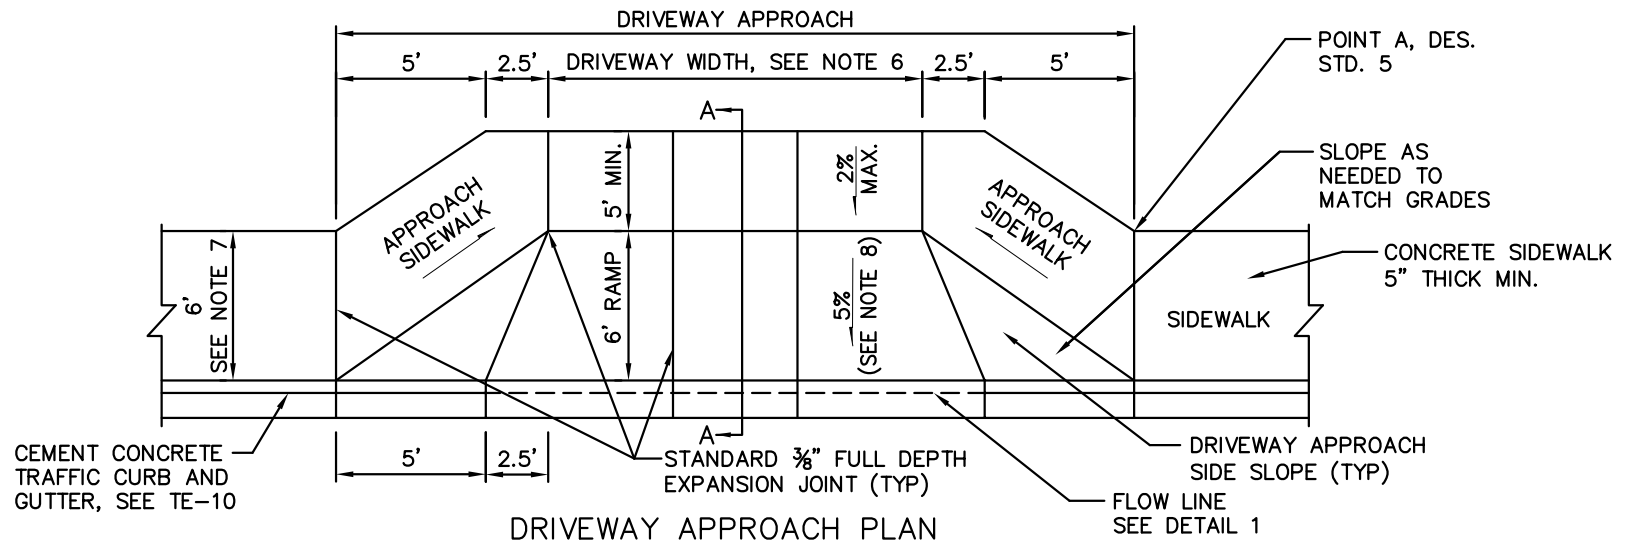 DRIVEWAY APPROACH
5'
2.5'
DRIVEWAY WIDTH, SEE NOTE 6
2.5'
5'
POINT A, DES.
STD. 5
A
5' MIN.
2%
MAX.
SLOPE AS
NEEDED TO
MATCH GRADES
APPROACH
SIDEWALK
APPROACH
SIDEWALK
6'
SEE NOTE 7
6' RAMP
5%
(SEE NOTE 8)
CONCRETE SIDEWALK
5" THICK MIN.
SIDEWALK
A
CEMENT CONCRETE
TRAFFIC CURB AND
GUTTER, SEE TE-10
5'
2.5'
STANDARD ⅜" FULL DEPTH
EXPANSION JOINT (TYP)
DRIVEWAY APPROACH
SIDE SLOPE (TYP)
FLOW LINE
SEE DETAIL 1
DRIVEWAY APPROACH PLAN